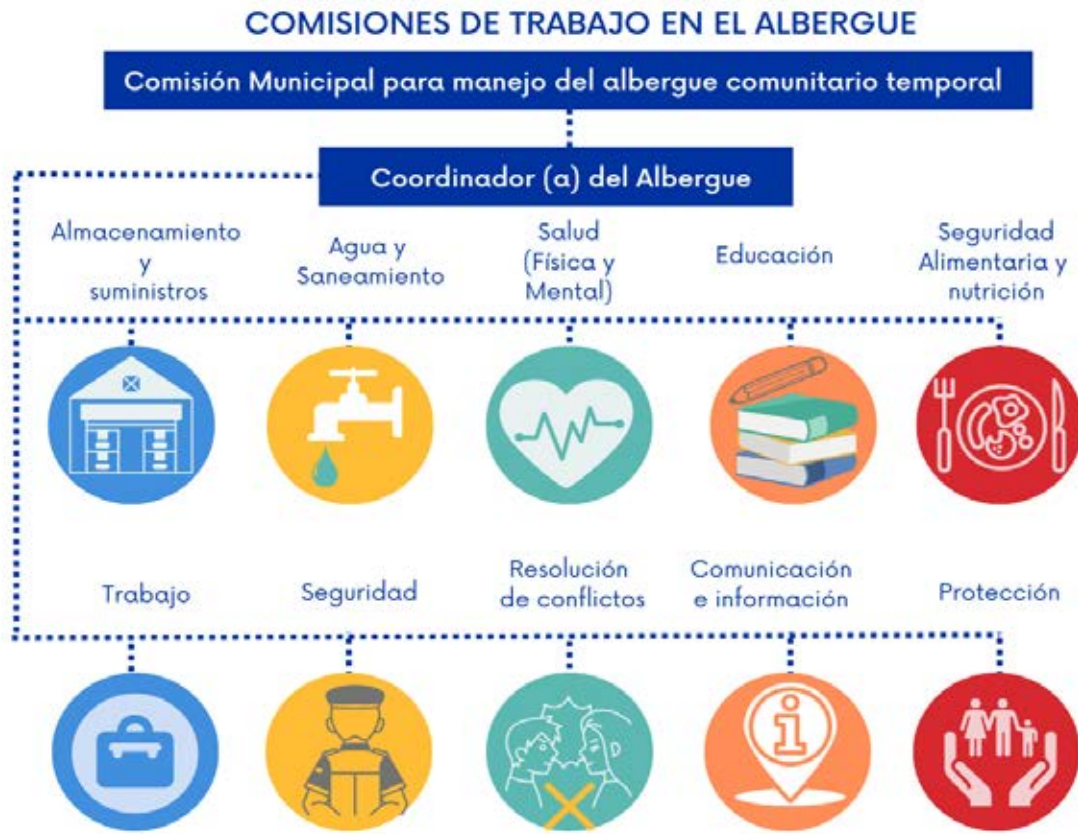 COMISIONES DE TRABAJO EN EL ALBERGUE
Comisión Municipal para manejo del albergue comunitario temporal
Coordinador (a) del Albergue
Almacenamiento
y
suministros
Agua y
Saneamiento
Salud
(Física y
Mental)
Educación
Seguridad
Alimentaria y
nutrición
Trabajo
Seguridad
Resolución
de conflictos
Comunicación
e información
Protección